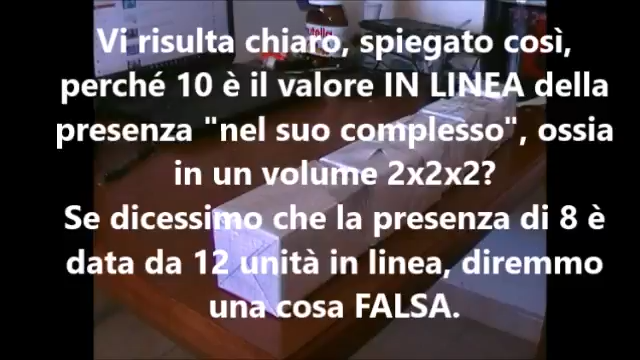 nutella
Vi risulta chiaro, spiegato così,
perché 10 è il valore IN LINEA della
presenza "nel suo complesso", ossia
in un volume 2x2x2?
Se dicessimo che la presenza di 8 è
data da 12 unità in linea, diremmo
una cosa FALSA.